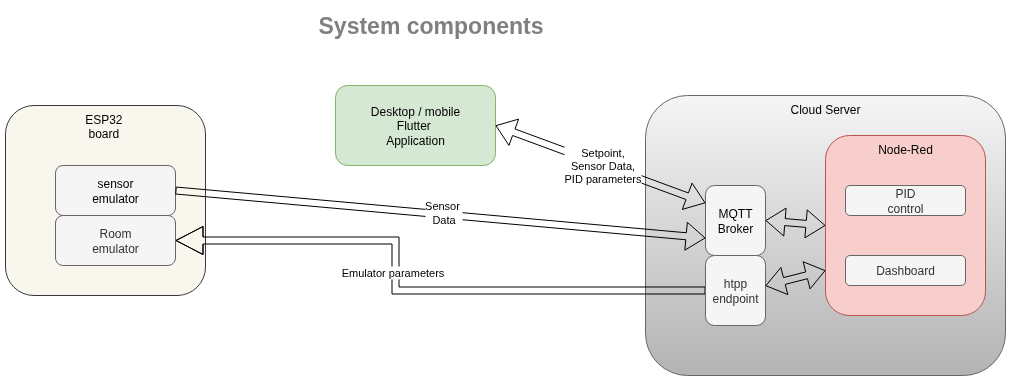 System components
ESP32
board
sensor
emulator
Room
emulator
Desktop / mobile
Flutter
Application
Setpoint,
Sensor Data,
PID parameters
Sensor
Data
Emulator parameters
Cloud Server
MQTT
Broker
htpp
endpoint
Node-Red
PID
control
Dashboard